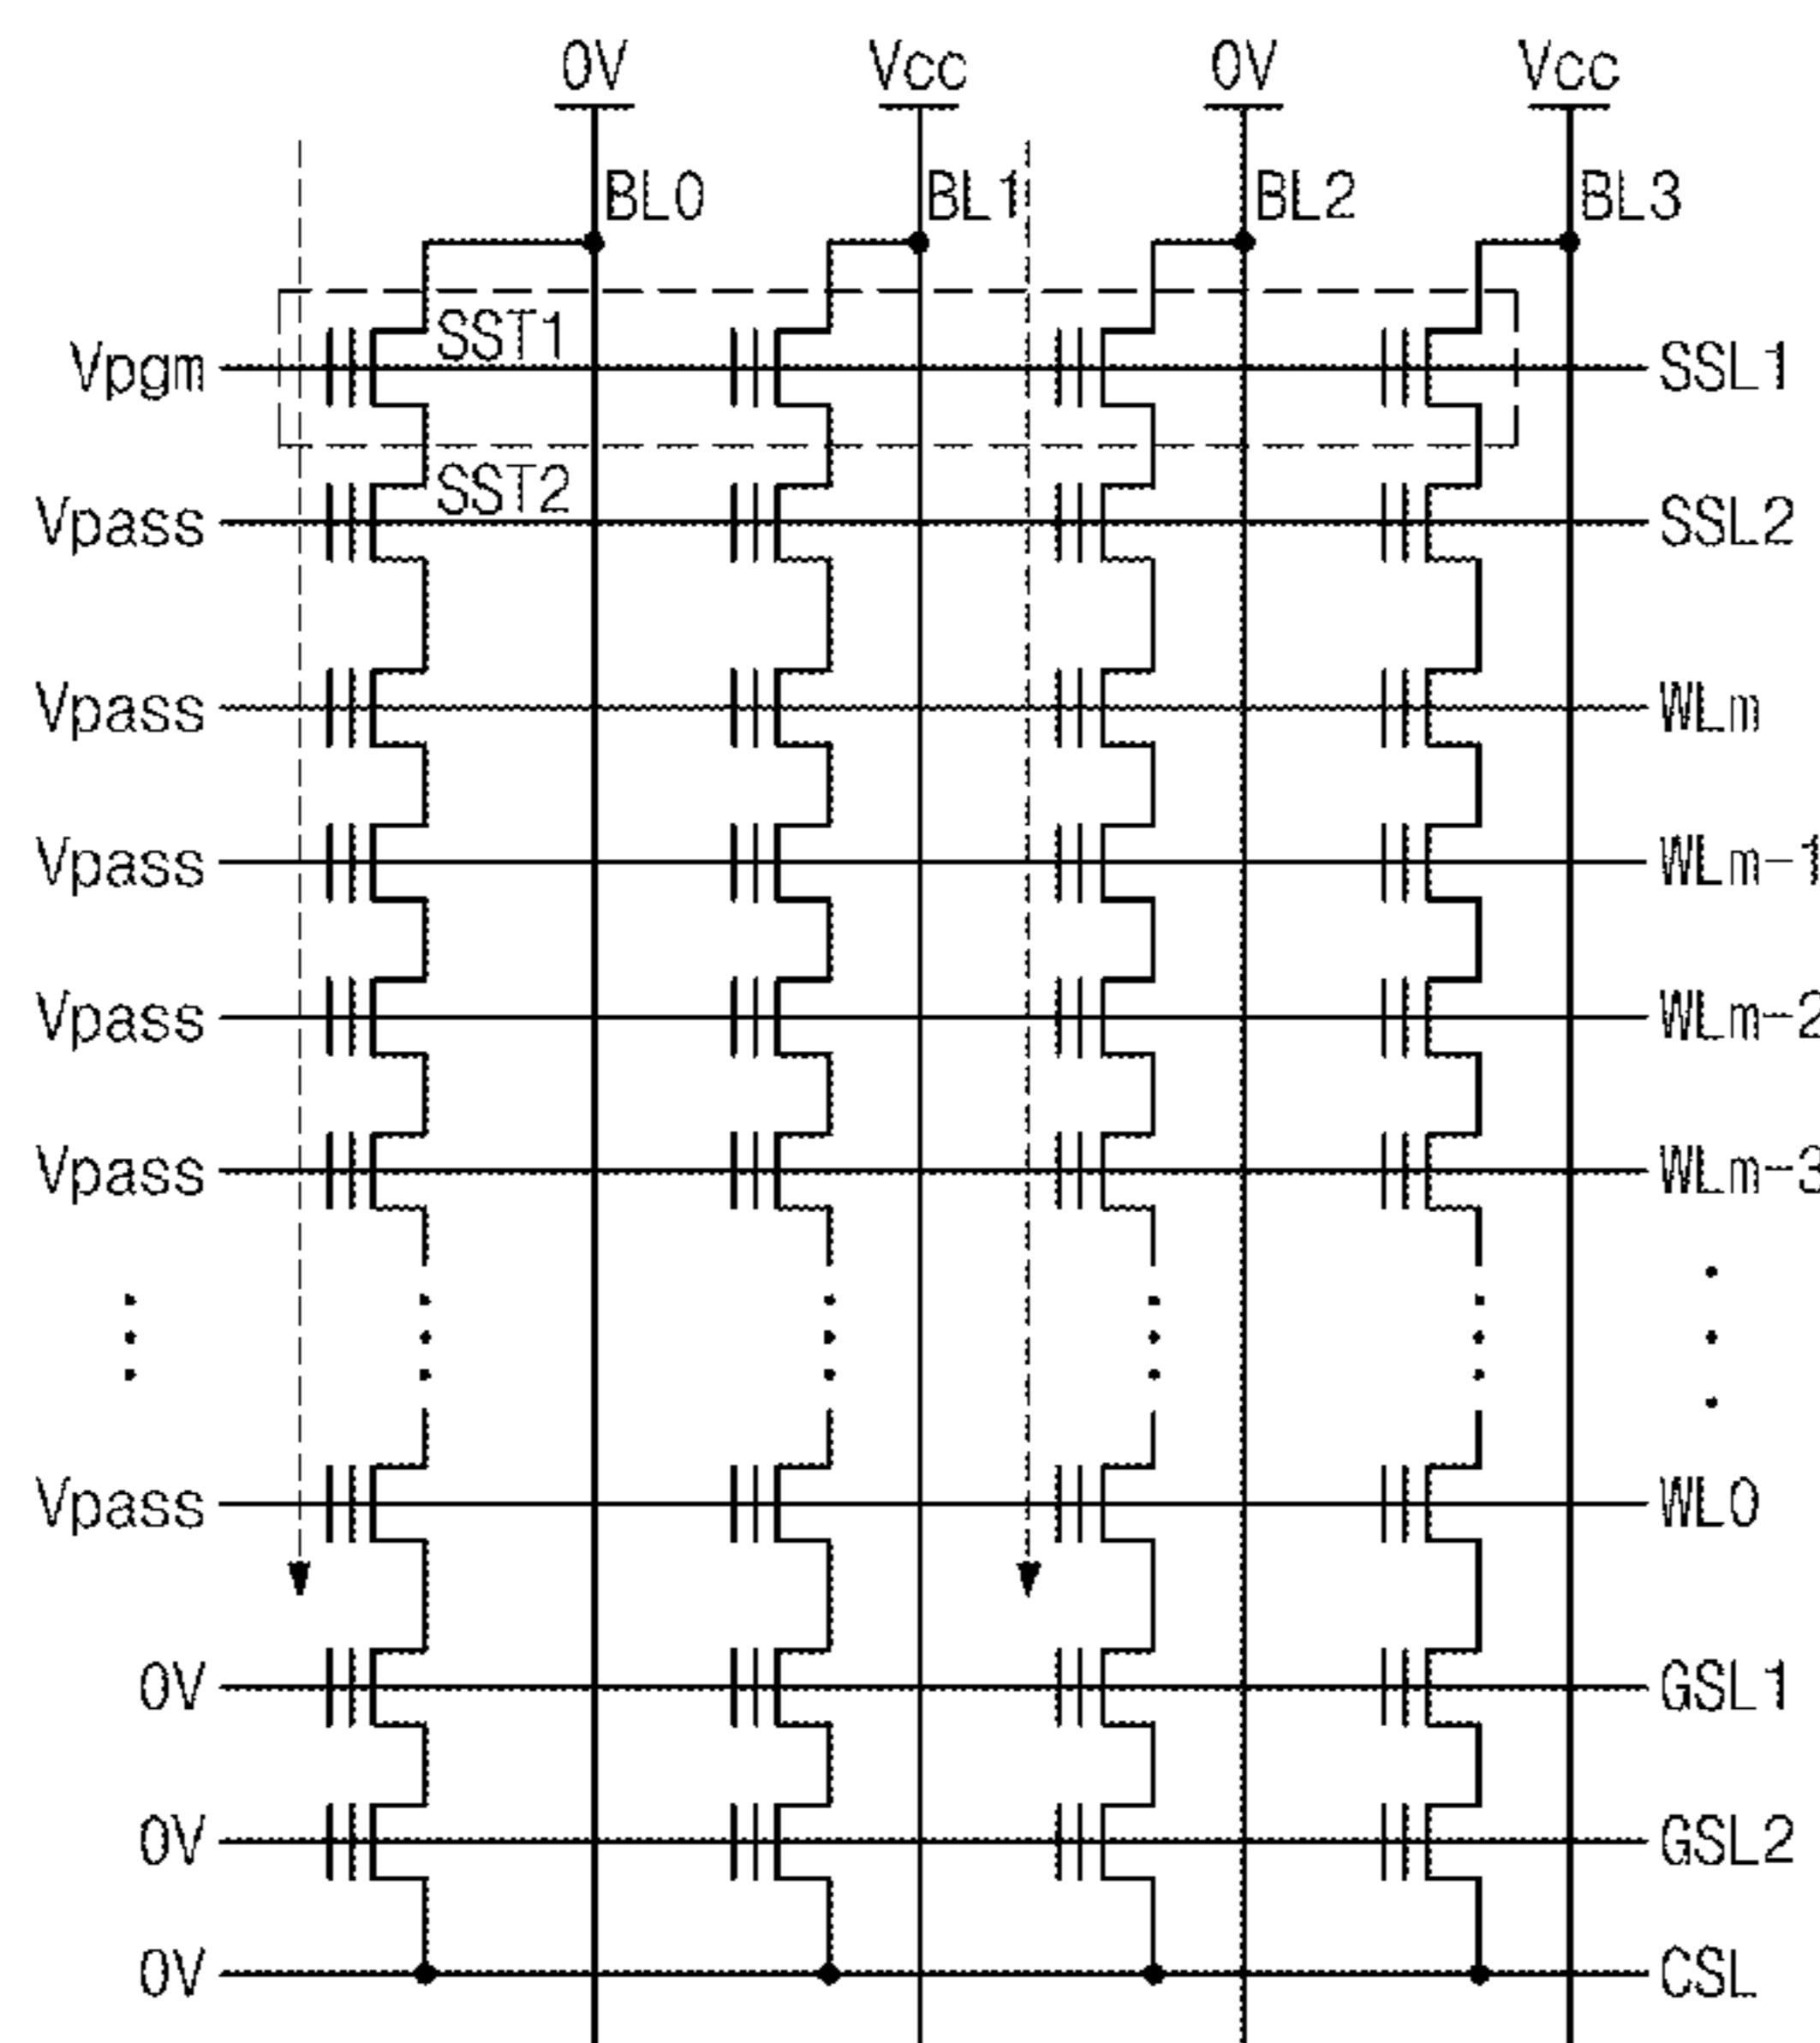 0V Vcc 0V Vcc
BL0 BL1 BL2 BL3
Vpgm SST1 SSL1
Vpass SST2 SSL2
Vpass WLm
Vpass WLm-1
Vpass WLm-2
Vpass WLm-3
Vpass WL0
0V GSL1
0V GSL2
0V CSL